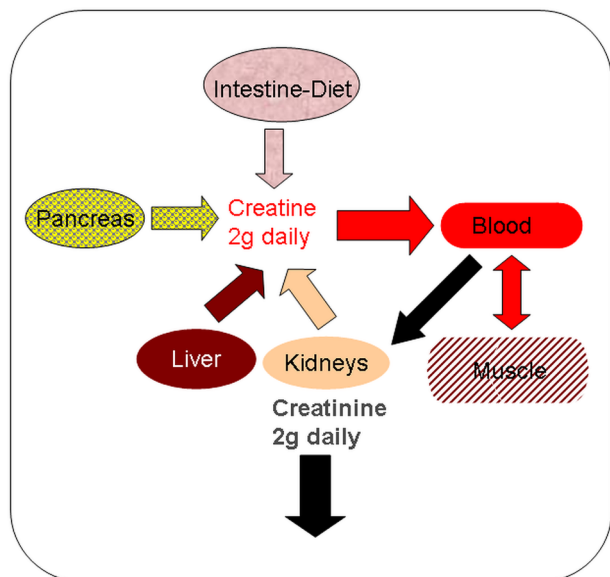 Intestine-Diet
Pancreas
Creatine
2g daily
Blood
Liver
Kidneys
Muscle
Creatinine
2g daily